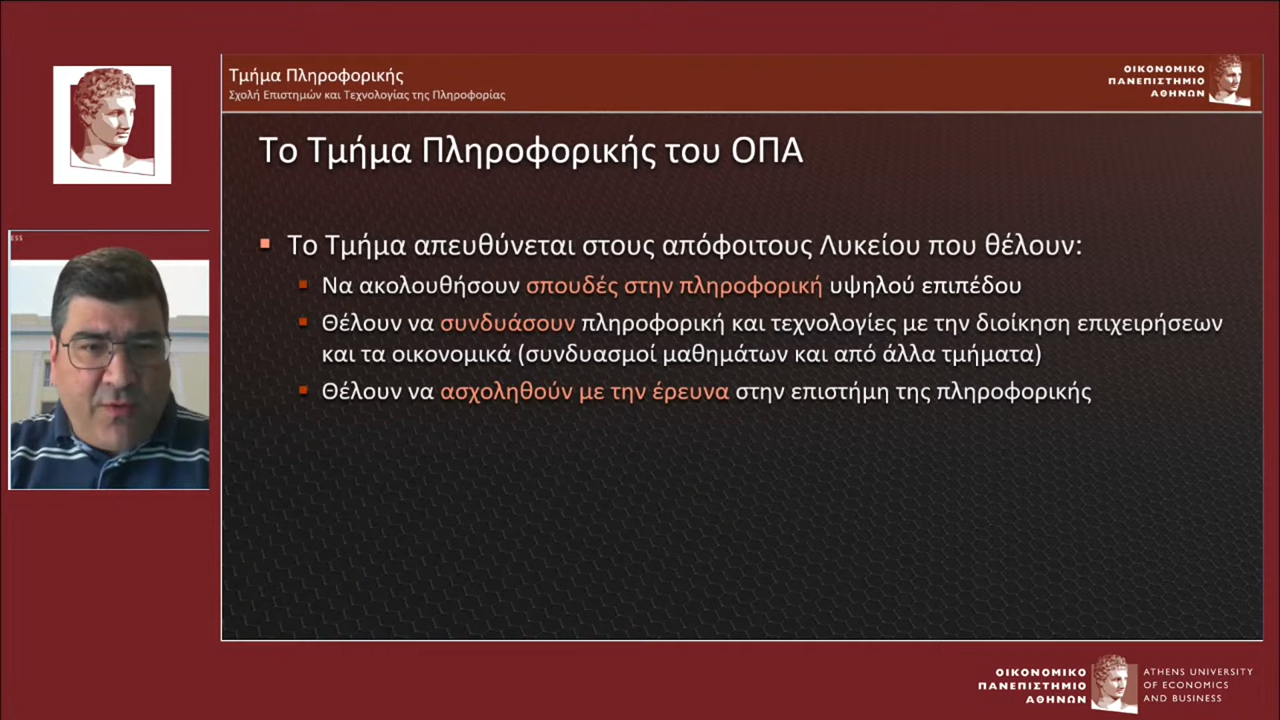 Τμήμα Πληροφορικής
Σχολή Επιστημών και Τεχνολογίας της Πληροφορίας
ΟΙΚΟΝΟΜΙΚΟ
ΠΑΝΕΠΙΣΤΗΜΙΟ
ΑΘΗΝΩΝ
Το Τμήμα Πληροφορικής του ΟΠΑ
Το Τμήμα απευθύνεται στους απόφοιτους Λυκείου που θέλουν:
Να ακολουθήσουν σπουδές στην πληροφορική υψηλού επιπέδου
Θέλουν να συνδυάσουν πληροφορική και τεχνολογίες με την διοίκηση επιχειρήσεων
και τα οικονομικά (συνδυασμοί μαθημάτων και από άλλα τμήματα)
Θέλουν να ασχοληθούν με την έρευνα στην επιστήμη της πληροφορικής
ESS
ΟΙΚΟΝΟΜΙΚΟ
ΠΑΝΕΠΙΣΤΗΜΙΟ
ΑΘΗΝΩΝ
ATHENS UNIVERSITY
OF ECONOMICS
AND BUSINESS